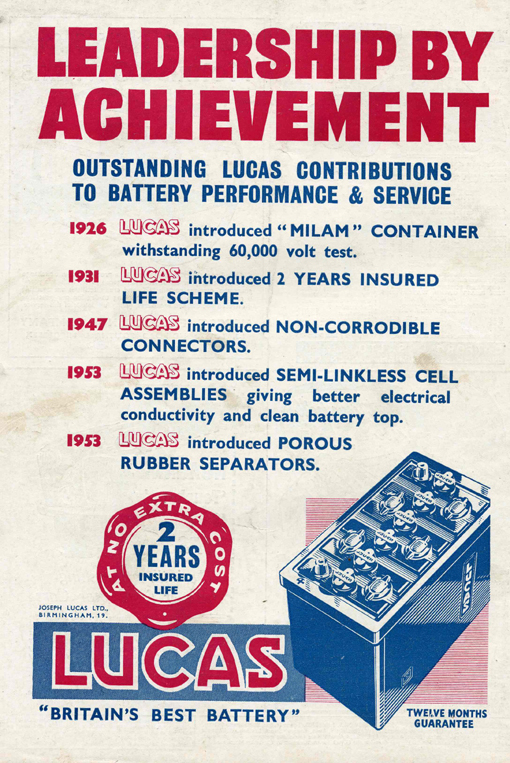 LEADERSHIP BY
ACHIEVEMENT
OUTSTANDING LUCAS CONTRIBUTIONS
TO BATTERY PERFORMANCE & SERVICE
1926 LUCAS introduced "MILAM" CONTAINER
withstanding 60,000 volt test.
1931 LUCAS introduced 2 YEARS INSURED
LIFE SCHEME.
1947 LUCAS introduced NON-CORRODIBLE
CONNECTORS.
1953 LUCAS introduced SEMI-LINKLESS CELL
ASSEMBLIES giving better electrical
conductivity and clean battery top.
1953 LUCAS introduced POROUS
RUBBER SEPARATORS.
AT NO EXTRA COST
2
YEARS
INSURED
LIFE
LUCAS
JOSEPH LUCAS LTD.,
BIRMINGHAM, 19.
LUCAS
"BRITAIN'S BEST BATTERY"
TWELVE MONTHS
GUARANTEE